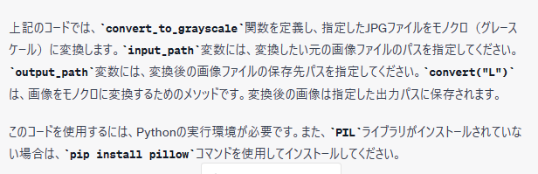 上記のコードでは、`convert_to_grayscale`関数を定義し、指定したJPGファイルをモノクロ（グレース
ケール）に変換します。`input_path`変数には、変換したい元の画像ファイルのパスを指定してください。
`output_path`変数には、変換後の画像ファイルの保存先パスを指定してください。`convert("L")`
は、画像をモノクロに変換するためのメソッドです。変換後の画像は指定した出力パスに保存されます。
このコードを使用するには、Pythonの実行環境が必要です。また、`PIL`ライブラリがインストールされていな
い場合は、`pip install pillow`コマンドを使用してインストールしてください。